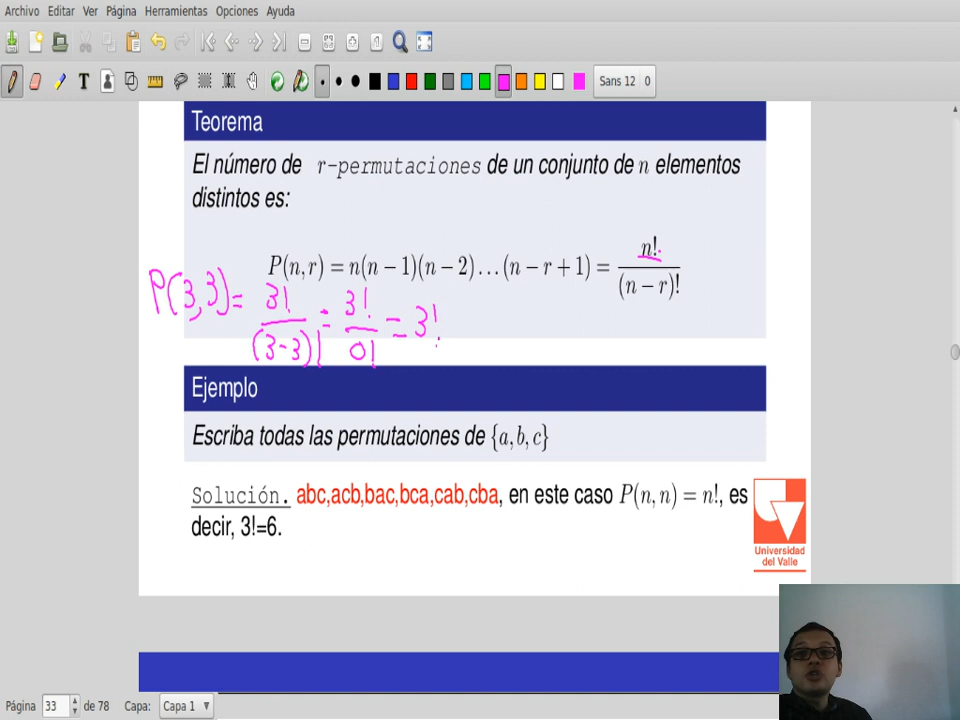 Archivo Editar Ver Página Herramientas Opciones Ayuda
T Sans 12 0
Teorema
El número de r-permutaciones de un conjunto de n elementos
distintos es:
P(n, r) = n(n − 1)(n − 2) … (n − r + 1) = n! / (n − r)!
P(3,3) = 3! / (3-3)! = 3! / 0! = 3!
Ejemplo
Escriba todas las permutaciones de {a, b, c}
Solución. abc,acb,bac,bca,cab,cba, en este caso P(n, n) = n!, es
decir, 3!=6.
Universidad
del Valle
Página 33 de 78 Capa: Capa 1